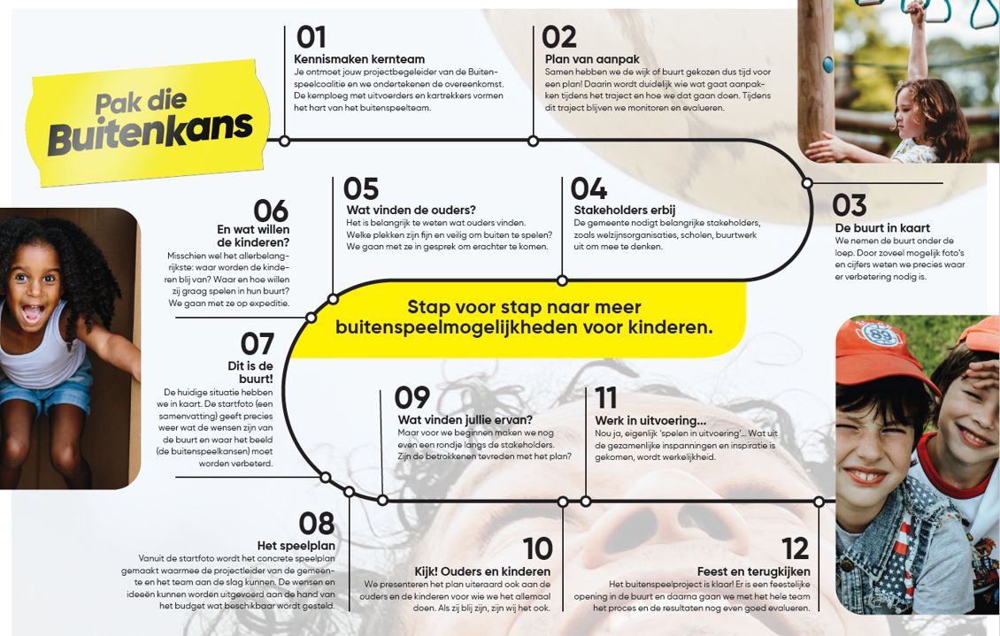 Pak die
Buitenkans
01
Kennismaken kernteam
Je ontmoet jouw projectbegeleider van de Buiten-
speelcoalitie en we ondertekenen de overeenkomst.
De kernploeg met uitvoerders en kartrekkers vormen
het hart van het buitenspeelteam.
02
Plan van aanpak
Samen hebben we de wijk of buurt gekozen dus tijd voor
een plan! Daarin wordt duidelijk wie wat gaat aanpak-
ken tijdens het traject en hoe we dat gaan doen. Tijdens
dit traject blijven we monitoren en evalueren.
03
De buurt in kaart
We nemen de buurt onder de
loep. Door zoveel mogelijk foto's
en cijfers weten we precies waar
er verbetering nodig is.
04
Stakeholders erbij
De gemeente nodigt belangrijke stakeholders,
zoals welzijnsorganisaties, scholen, buurtwerk
uit om mee te denken.
05
Wat vinden de ouders?
Het is belangrijk te weten wat ouders vinden.
Welke plekken zijn fijn en veilig om buiten te spelen?
We gaan met ze in gesprek om erachter te komen.
06
En wat willen
de kinderen?
Misschien wel het allerbelang-
rijkste: waar worden de kinde-
ren blij van? Waar en hoe willen
zij graag spelen in hun buurt?
We gaan met ze op expeditie.
Stap voor stap naar meer
buitenspeelmogelijkheden voor kinderen.
07
Dit is de
buurt!
De huidige situatie hebben
we in kaart. De startfoto (een
samenvatting) geeft precies
weer wat de wensen zijn van
de buurt en waar het beeld
(de buitenspeelkansen) moet
worden verbeterd.
08
Het speelplan
Vanuit de startfoto wordt het concrete speelplan
gemaakt waarmee de projectleider van de gemeen-
te en het team aan de slag kunnen. De wensen en
ideeën kunnen worden uitgevoerd aan de hand van
het budget wat beschikbaar wordt gesteld.
09
Wat vinden jullie ervan?
Maar voor we beginnen maken we nog
even een rondje langs de stakeholders.
Zijn de betrokkenen tevreden met het plan?
10
Kijk! Ouders en kinderen
We presenteren het plan uiteraard ook aan de
ouders en de kinderen voor wie we het allemaal
doen. Als zij blij zijn, zijn wij het ook.
11
Werk in uitvoering...
Nou ja, eigenlijk 'spelen in uitvoering'... Wat uit
de gezamenlijke inspanningen en inspiratie is
gekomen, wordt werkelijkheid.
12
Feest en terugkijken
Het buitenspeelproject is klaar! Er is een feestelijke
opening in de buurt en daarna gaan we met het hele team
het proces en de resultaten nog even goed evalueren.
89